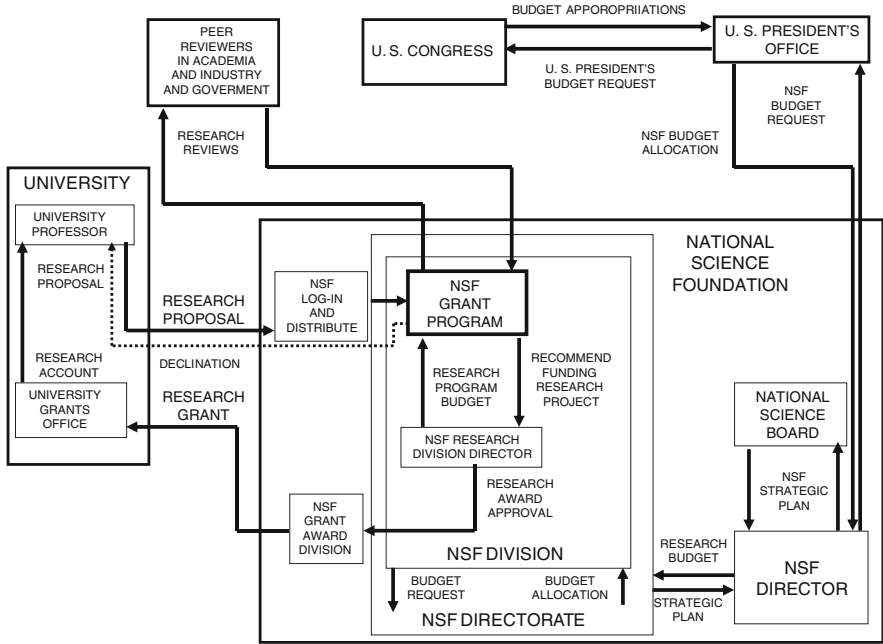 PEER
REVIEWERS
IN ACADEMIA
AND INDUSTRY
AND GOVERMENT
BUDGET APPOROPRIIATIONS
U. S. CONGRESS
U. S. PRESIDENT'S
OFFICE
U. S. PRESIDENT'S
BUDGET REQUEST
NSF
BUDGET
REQUEST
NSF BUDGET
ALLOCATION
RESEARCH
REVIEWS
UNIVERSITY
UNIVERSITY
PROFESSOR
RESEARCH
PROPOSAL
RESEARCH
PROPOSAL
NSF
LOG-IN
AND
DISTRIBUTE
NSF
GRANT
PROGRAM
NATIONAL
SCIENCE
FOUNDATION
DECLINATION
RESEARCH
ACCOUNT
UNIVERSITY
GRANTS
OFFICE
RESEARCH
GRANT
RESEARCH
PROGRAM
BUDGET
RECOMMEND
FUNDING
RESEARCH
PROJECT
NSF RESEARCH
DIVISION DIRECTOR
RESEARCH
AWARD
APPROVAL
NSF
GRANT
AWARD
DIVISION
NSF DIVISION
BUDGET
REQUEST
BUDGET
ALLOCATION
NSF DIRECTORATE
NATIONAL
SCIENCE
BOARD
NSF
STRATEGIC
PLAN
RESEARCH
BUDGET
STRATEGIC
PLAN
NSF
DIRECTOR